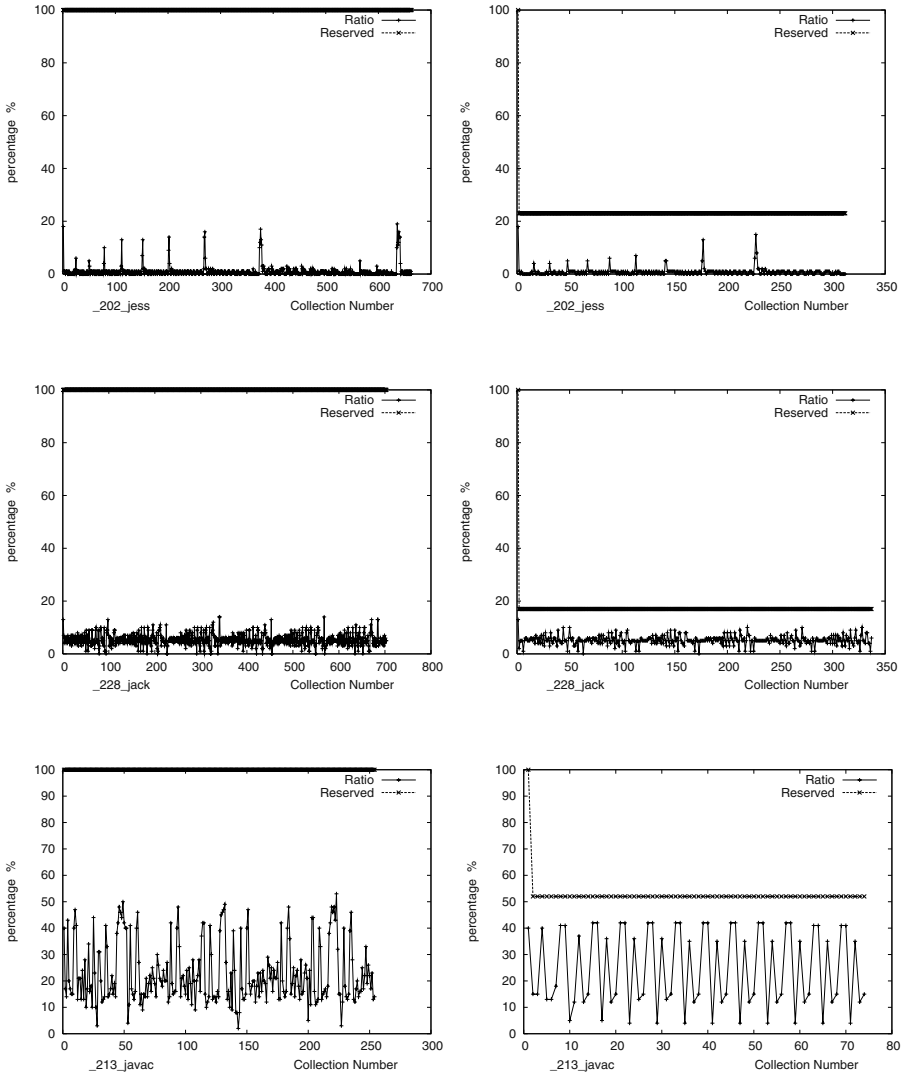 100
80
60
40
20
0
percentage %
Ratio
Reserved
0 100 200 300 400 500 600 700
_202_jess Collection Number
100
80
60
40
20
0
percentage %
Ratio
Reserved
0 50 100 150 200 250 300 350
_202_jess Collection Number
100
80
60
40
20
0
percentage %
Ratio
Reserved
0 100 200 300 400 500 600 700 800
_228_jack Collection Number
100
80
60
40
20
0
percentage %
Ratio
Reserved
0 50 100 150 200 250 300 350
_228_jack Collection Number
100
90
80
70
60
50
40
30
20
10
0
percentage %
Ratio
Reserved
0 50 100 150 200 250 300
_213_javac Collection Number
100
90
80
70
60
50
40
30
20
10
0
percentage %
Ratio
Reserved
0 10 20 30 40 50 60 70 80
_213_javac Collection Number